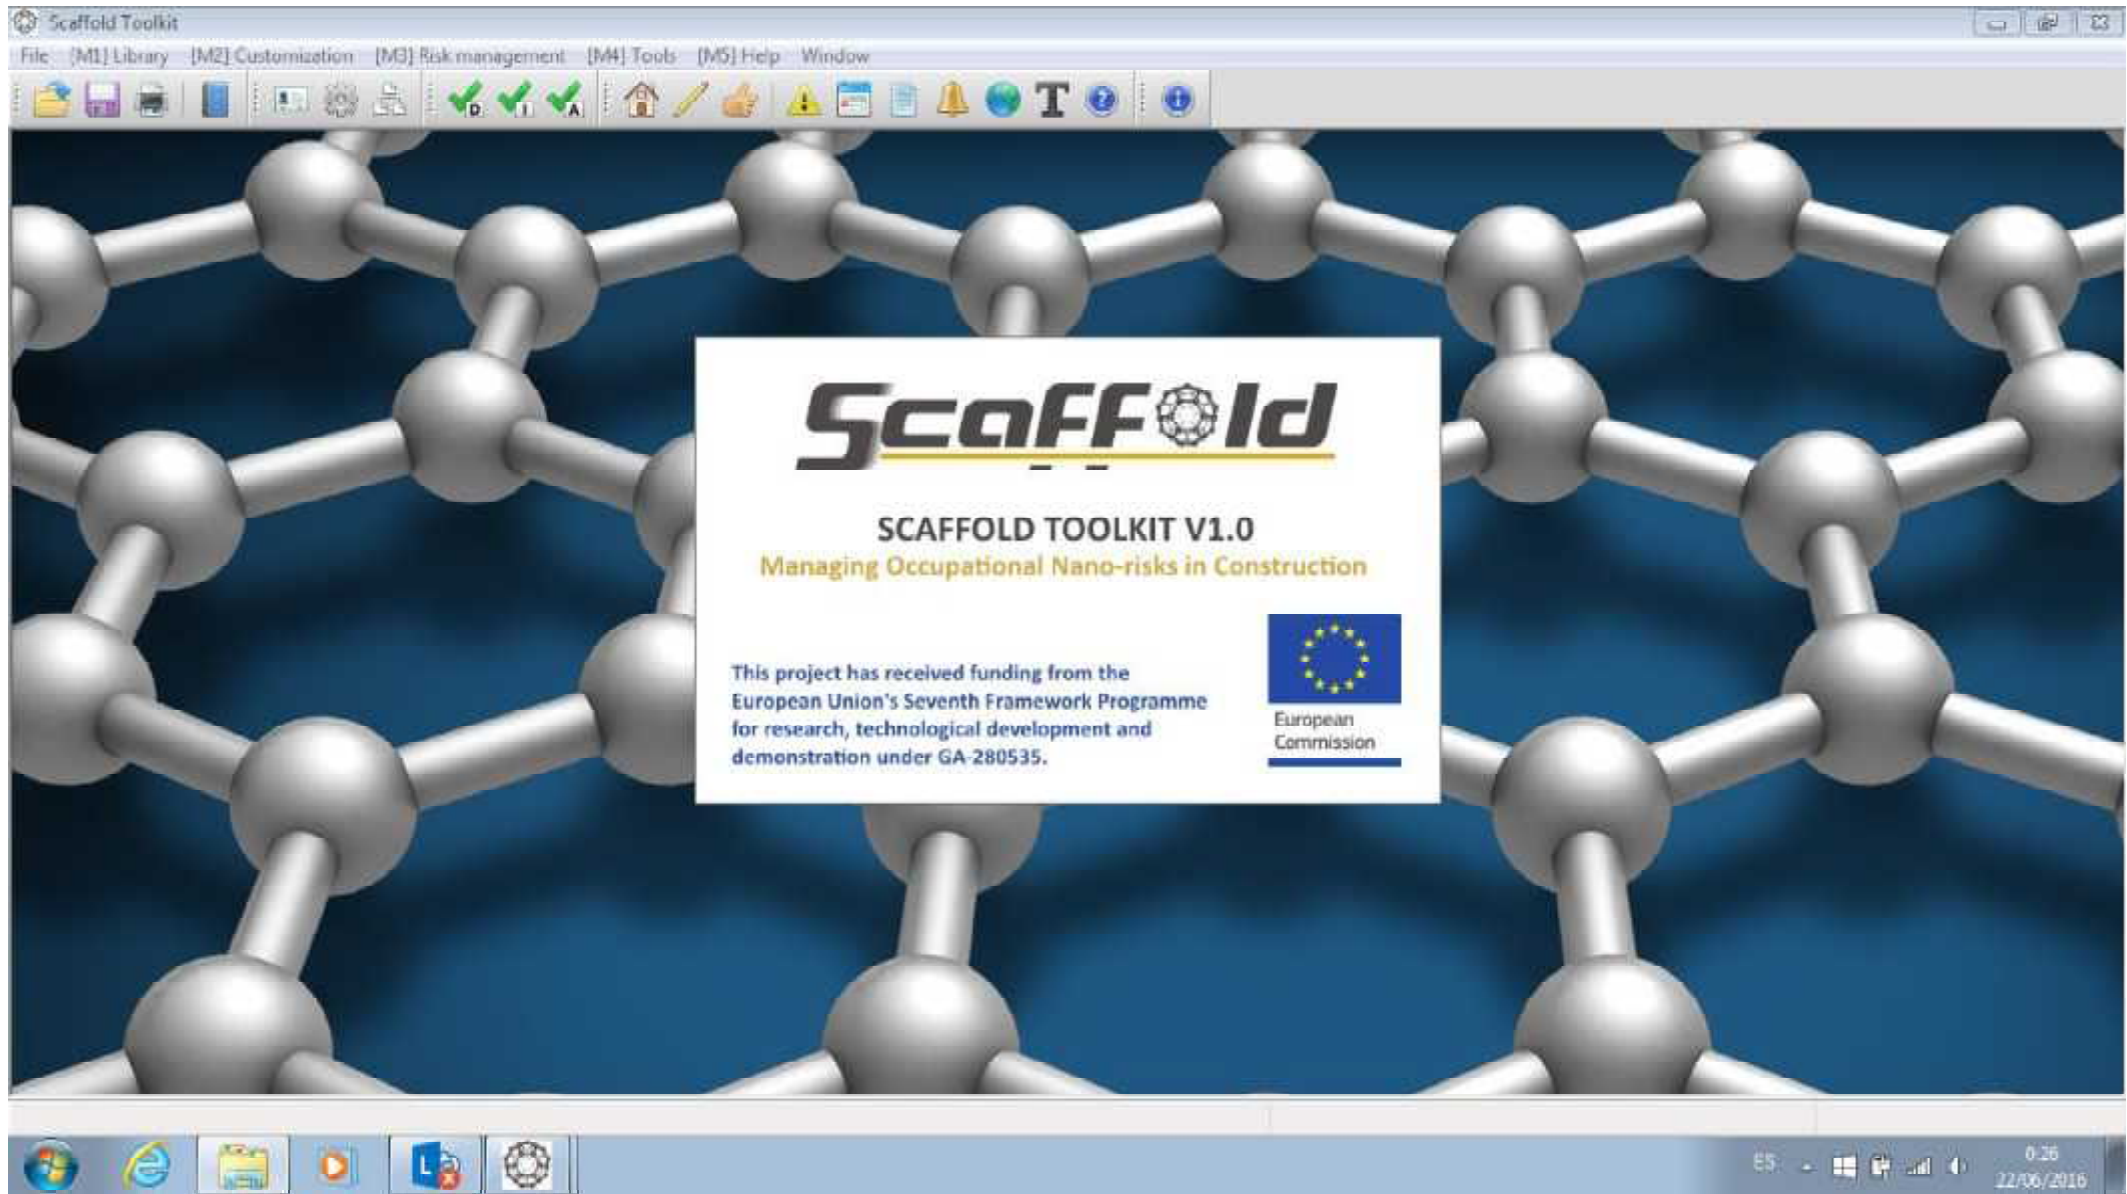 Scaffold Toolkit
File [M1] Library [M2] Customization [M3] Risk management [M4] Tools [M5] Help Window
D I A T ? i
Scaffold
SCAFFOLD TOOLKIT V1.0
Managing Occupational Nano-risks in Construction
This project has received funding from the
European Union's Seventh Framework Programme
for research, technological development and
demonstration under GA-280535.
European
Commission
L
ES
0:26
22/06/2016